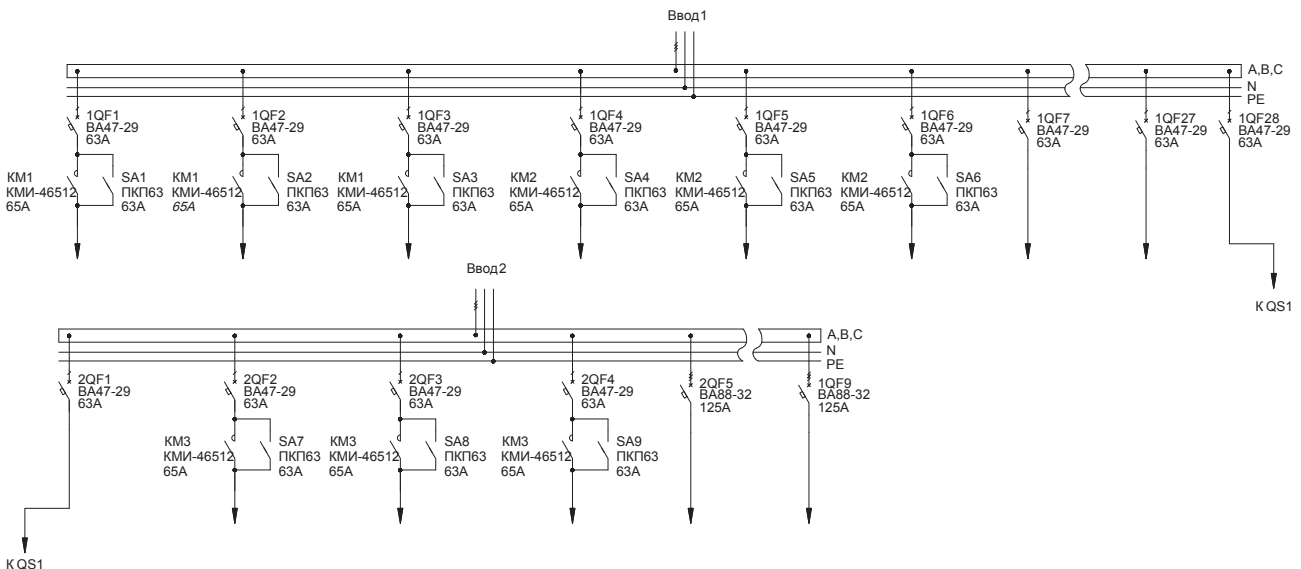 Ввод 1
A,B,C
N
PE
1QF1
ВА47-29
63А
1QF2
ВА47-29
63А
1QF3
ВА47-29
63А
1QF4
ВА47-29
63А
1QF5
ВА47-29
63А
1QF6
ВА47-29
63А
1QF7
ВА47-29
63А
1QF27
ВА47-29
63А
1QF28
ВА47-29
63А
КМ1
КМИ-46512
65А
SA1
ПКП63
63А
КМ1
КМИ-46512
65А
SA2
ПКП63
63А
КМ1
КМИ-46512
65А
SA3
ПКП63
63А
КМ2
КМИ-46512
65А
SA4
ПКП63
63А
КМ2
КМИ-46512
65А
SA5
ПКП63
63А
КМ2
КМИ-46512
65А
SA6
ПКП63
63А
К QS1
Ввод 2
A,B,C
N
PE
2QF1
ВА47-29
63А
2QF2
ВА47-29
63А
2QF3
ВА47-29
63А
2QF4
ВА47-29
63А
2QF5
ВА88-32
125А
1QF9
ВА88-32
125А
КМ3
КМИ-46512
65А
SA7
ПКП63
63А
КМ3
КМИ-46512
65А
SA8
ПКП63
63А
КМ3
КМИ-46512
65А
SA9
ПКП63
63А
К QS1